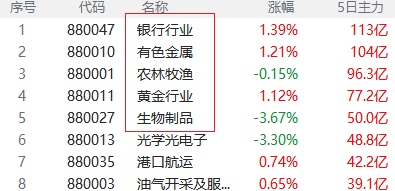 序号 代码 名称 涨幅 5日主力
1 880047 银行行业 1.39% 113亿
2 880010 有色金属 1.21% 104亿
3 880001 农林牧渔 -0.15% 96.3亿
4 880011 黄金行业 1.12% 77.2亿
5 880027 生物制品 -3.67% 50.0亿
6 880013 光学光电子 -3.30% 48.8亿
7 880035 港口航运 0.74% 42.2亿
8 880003 油气开采及服... 0.65% 39.1亿